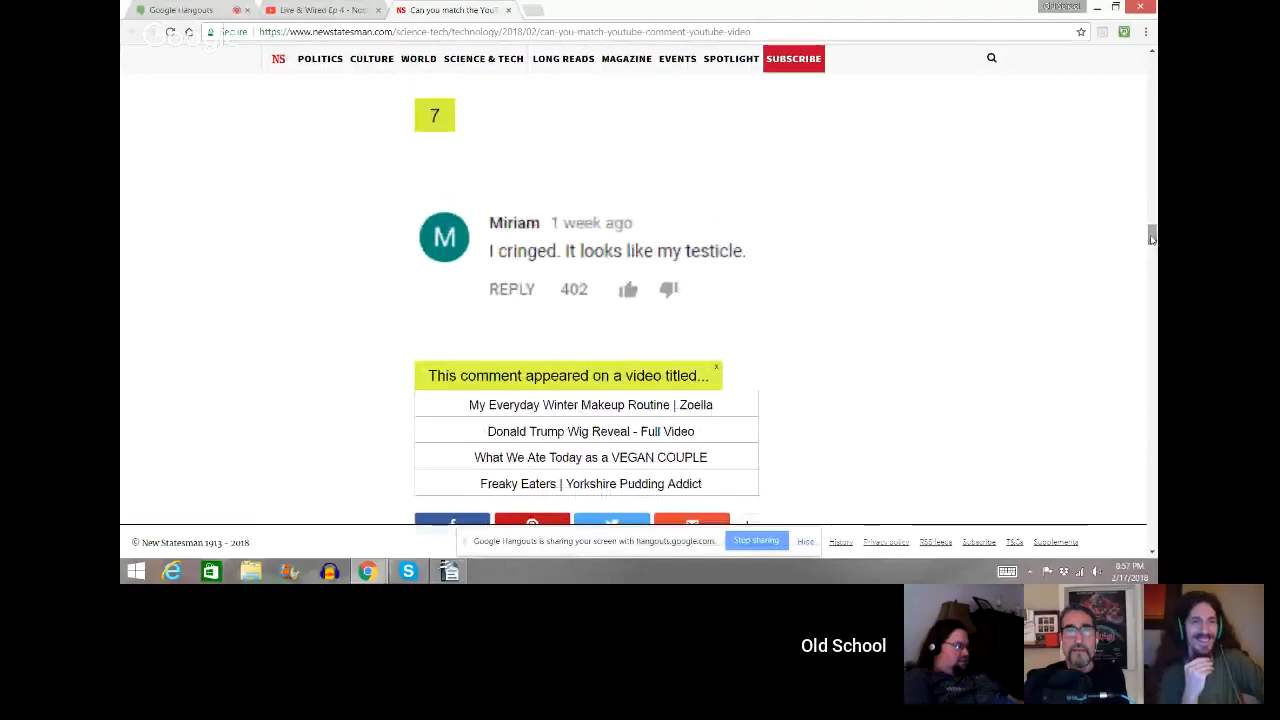 Google Hangouts
Live & Wired Ep 4 - Nos
Can you match the YouT
Old School
Google
Secure
https://www.newstatesman.com/science-tech/technology/2018/02/can-you-match-youtube-comment-youtube-video
NS POLITICS CULTURE WORLD SCIENCE & TECH LONG READS MAGAZINE EVENTS SPOTLIGHT SUBSCRIBE
7
M
Miriam 1 week ago
I cringed. It looks like my testicle.
REPLY 402
This comment appeared on a video titled... x
My Everyday Winter Makeup Routine | Zoella
Donald Trump Wig Reveal - Full Video
What We Ate Today as a VEGAN COUPLE
Freaky Eaters | Yorkshire Pudding Addict
© New Statesman 1913 - 2018
Google Hangouts is sharing your screen with hangouts.google.com.
Stop sharing
Hide
History Privacy policy RSS feeds Subscribe T&Cs Supplements
8:57 PM
2/17/2018
Old School